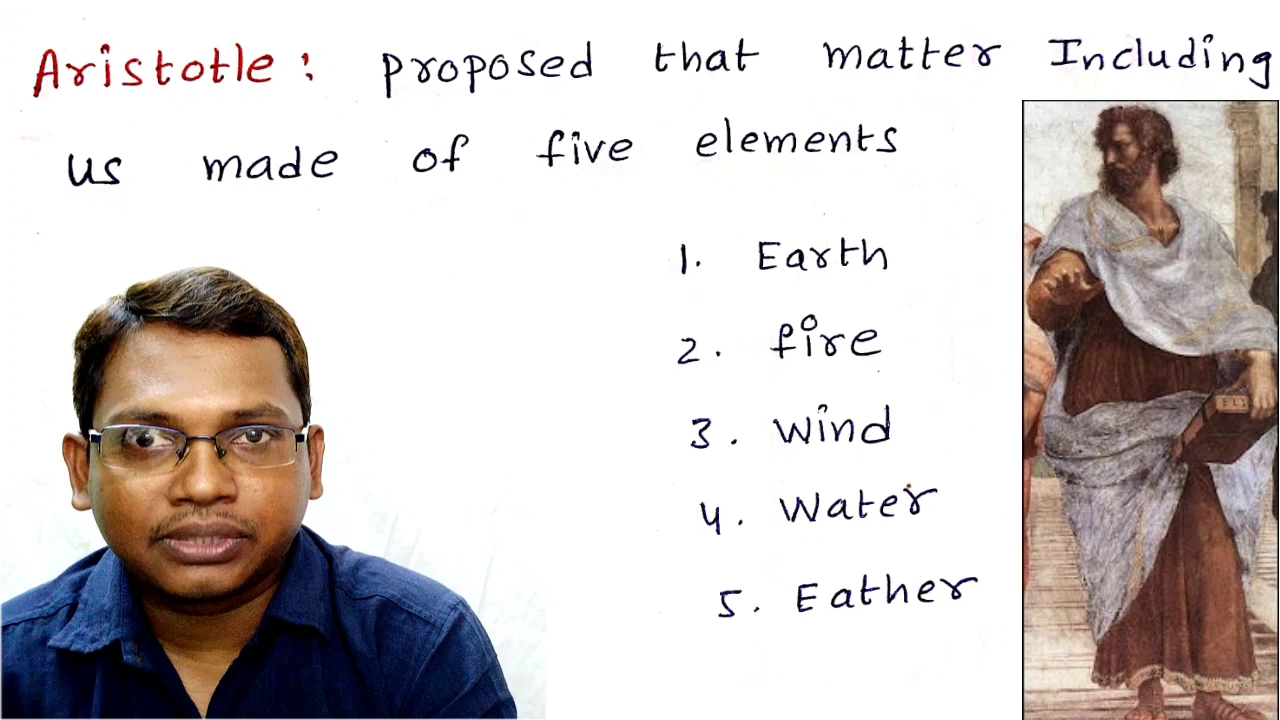 Aristotle: proposed that matter Including
us made of five elements
1. Earth
2. fire
3. wind
4. Water
5. Eather